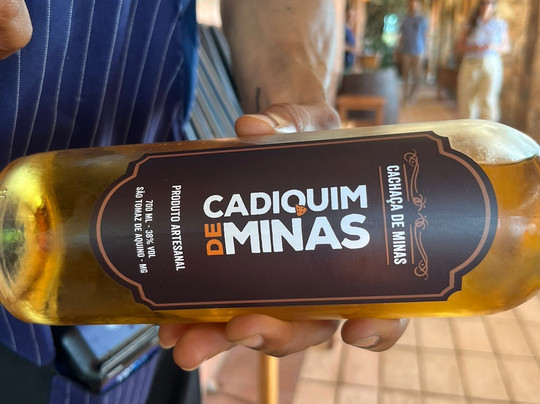 CACHAÇA DE MINAS
CADIQUIM
DE MINAS
PRODUTO ARTESANAL
700 ML - 38% VOL
SÃO TOMAZ DE AQUINO - MG